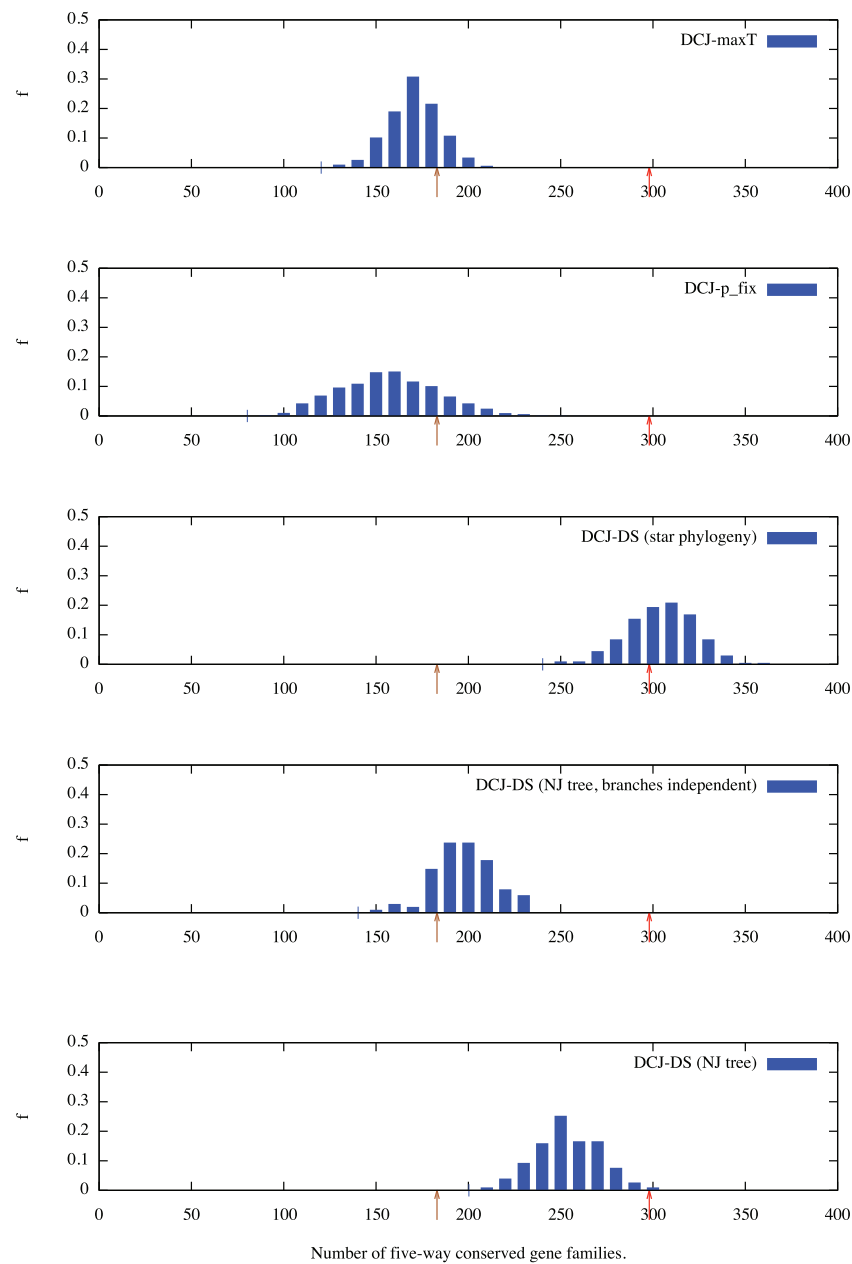 0.5
DCJ-maxT
0.4
0.3
f
0.2
0.1
0
0 50 100 150 200 250 300 350 400
0.5
DCJ-p_fix
0.4
0.3
f
0.2
0.1
0
0 50 100 150 200 250 300 350 400
0.5
DCJ-DS (star phylogeny)
0.4
0.3
f
0.2
0.1
0
0 50 100 150 200 250 300 350 400
0.5
DCJ-DS (NJ tree, branches independent)
0.4
0.3
f
0.2
0.1
0
0 50 100 150 200 250 300 350 400
0.5
DCJ-DS (NJ tree)
0.4
0.3
f
0.2
0.1
0
0 50 100 150 200 250 300 350 400
Number of five-way conserved gene families.